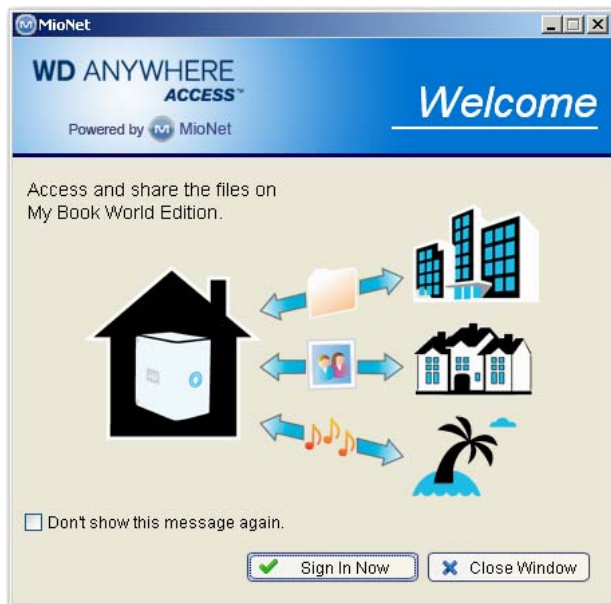 MioNet
WD ANYWHERE
ACCESS™
Powered by MioNet
Welcome
Access and share the files on
My Book World Edition.
Don't show this message again.
Sign In Now
Close Window